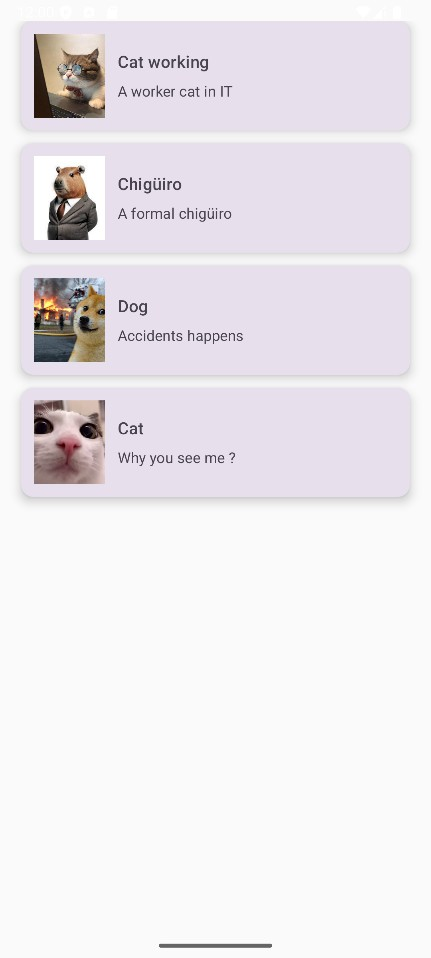 Cat working
A worker cat in IT
Chigüiro
A formal chigüiro
Dog
Accidents happens
Cat
Why you see me ?